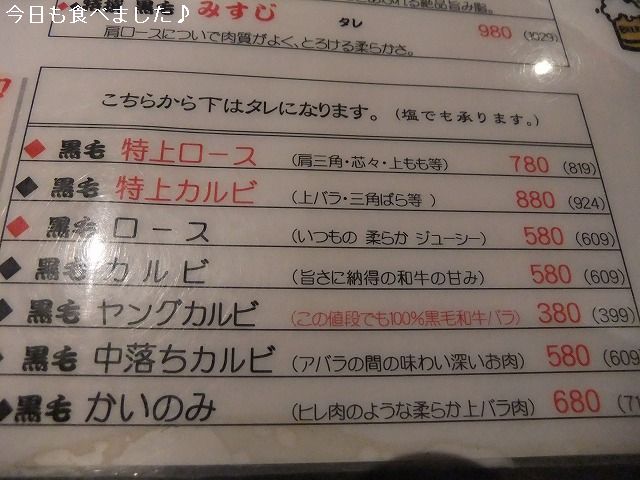 今日も食べました♪
みすじ タレ 980 (1029)
肩ロースについで肉質がよく、とろける柔らかさ。
こちらから下はタレになります。(塩でも承ります。)
◆ 黒毛 特上ロース (肩三角・芯々・上もも等) 780 (819)
◆ 黒毛 特上カルビ (上バラ・三角ばら等) 880 (924)
◆ 黒毛 ロース (いつもの 柔らか ジューシー) 580 (609)
◆ 黒毛 カルビ (旨さに納得の和牛の甘み) 580 (609)
◆ 黒毛 ヤングカルビ (この値段でも100%黒毛和牛バラ) 380 (399)
黒毛 中落ちカルビ (アバラの間の味わい深いお肉) 580 (609
◆ 黒毛 かいのみ (ヒレ肉のような柔らか上バラ肉) 680 (71